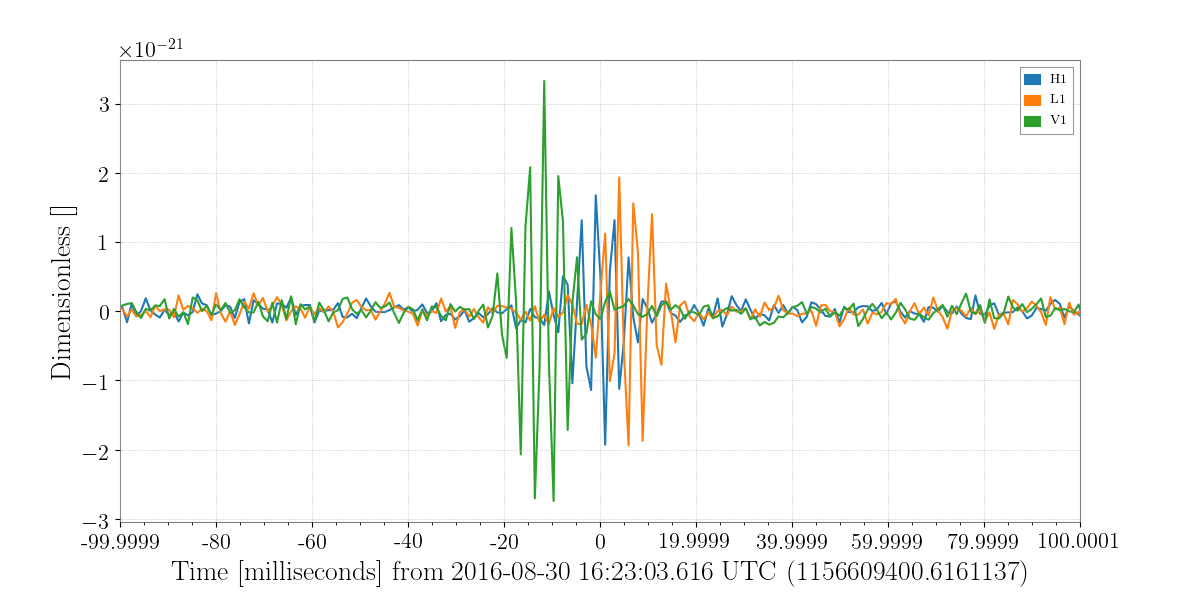 ×10−21
H1
L1
V1
Dimensionless []
3
2
1
0
−1
−2
−3
-99.9999 -80 -60 -40 -20 0 19.9999 39.9999 59.9999 79.9999 100.0001
Time [milliseconds] from 2016-08-30 16:23:03.616 UTC (1156609400.6161137)